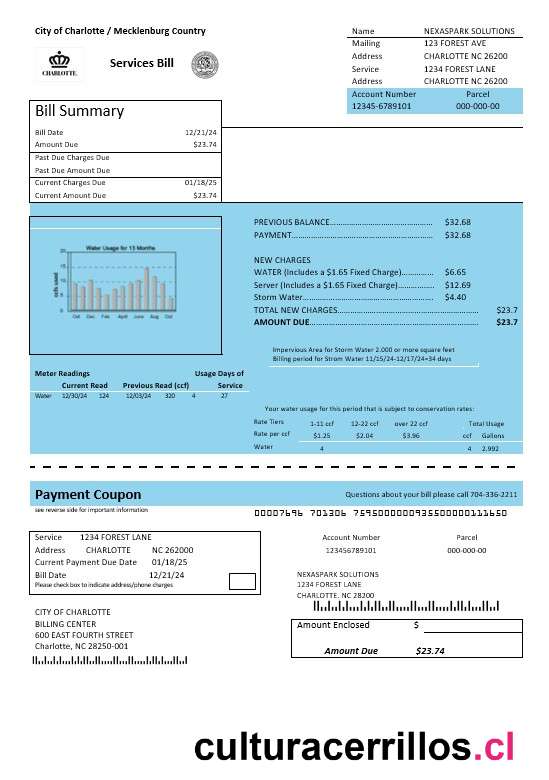 City of Charlotte / Mecklenburg Country
Name NEXASPARK SOLUTIONS
Mailing 123 FOREST AVE
Address CHARLOTTE NC 26200
Service 1234 FOREST LANE
Address CHARLOTTE NC 26200
Account Number Parcel
12345-6789101 000-000-00
CHARLOTTE.
Services Bill
Bill Summary
Bill Date 12/21/24
Amount Due $23.74
Past Due Charges Due
Past Due Amount Due
Current Charges Due 01/18/25
Current Amount Due $23.74
Water Usage for 13 Months
ccfs used
20
15
10
5
0
Oct Dec Feb Apr June Aug Oct
PREVIOUS BALANCE.......................................... $32.68
PAYMENT.......................................... $32.68
NEW CHARGES
WATER (Includes a $1.65 Fixed Charge)............ $6.65
Server (Includes a $1.65 Fixed Charge)............. $12.69
Storm Water $4.40
TOTAL NEW CHARGES.......................................... $23.7
AMOUNT DUE.......................................... $23.7
Impervious Area for Storm Water 2.000 or more square feet
Billing period for Strom Water 11/15/24-12/17/24=34 days
Meter Readings Usage Days of
Current Read Previous Read (ccf) Service
Water 12/30/24 124 12/03/24 320 4 27
Your water usage for this period that is subject to conservation rates:
Rate Tiers 1-11 ccf 12-22 ccf over 22 ccf Total Usage
Rate per ccf $1.25 $2.04 $3.96 ccf Gallons
Water 4 4 2.992
Payment Coupon
Questions about your bill please call 704-336-2211
see reverse side for important information
Service 1234 FOREST LANE
Address CHARLOTTE NC 262000
Current Payment Due Date 01/18/25
Bill Date 12/21/24
Please check box to indicate address/phone charges
Account Number Parcel
123456789101 000-000-00
NEXASPARK SOLUTIONS
1234 FOREST LANE
CHARLOTTE. NC 28200
CITY OF CHARLOTTE
BILLING CENTER
600 EAST FOURTH STREET
Charlotte, NC 28250-001
Amount Enclosed $
Amount Due $23.74
culturacerrillos.cl